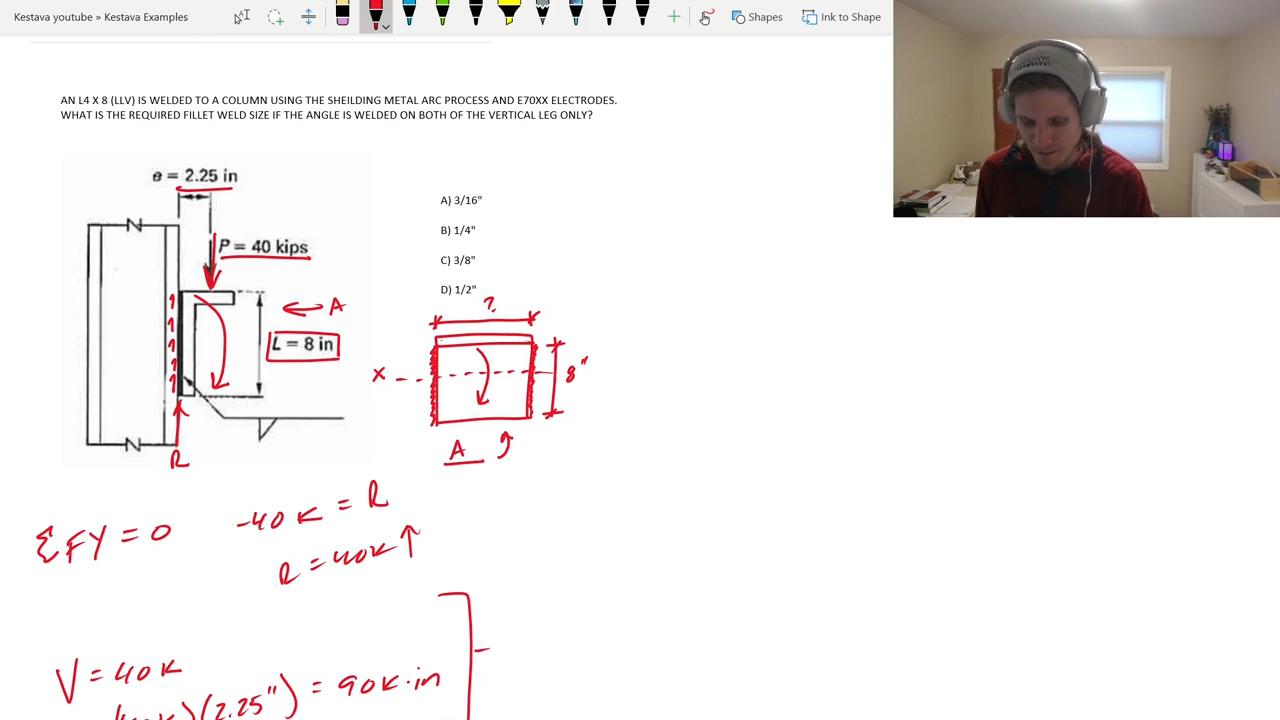 Kestava youtube » Kestava Examples
Shapes
Ink to Shape
AN L4 X 8 (LLV) IS WELDED TO A COLUMN USING THE SHEILDING METAL ARC PROCESS AND E70XX ELECTRODES.
WHAT IS THE REQUIRED FILLET WELD SIZE IF THE ANGLE IS WELDED ON BOTH OF THE VERTICAL LEG ONLY?
e = 2.25 in
P = 40 kips
A
L = 8 in
R
A) 3/16"
B) 1/4"
C) 3/8"
D) 1/2"
?
X
8"
A
ΣFY = 0
-40K = R
R = 40K ↑
V = 40K
(2.25") = 90K·in